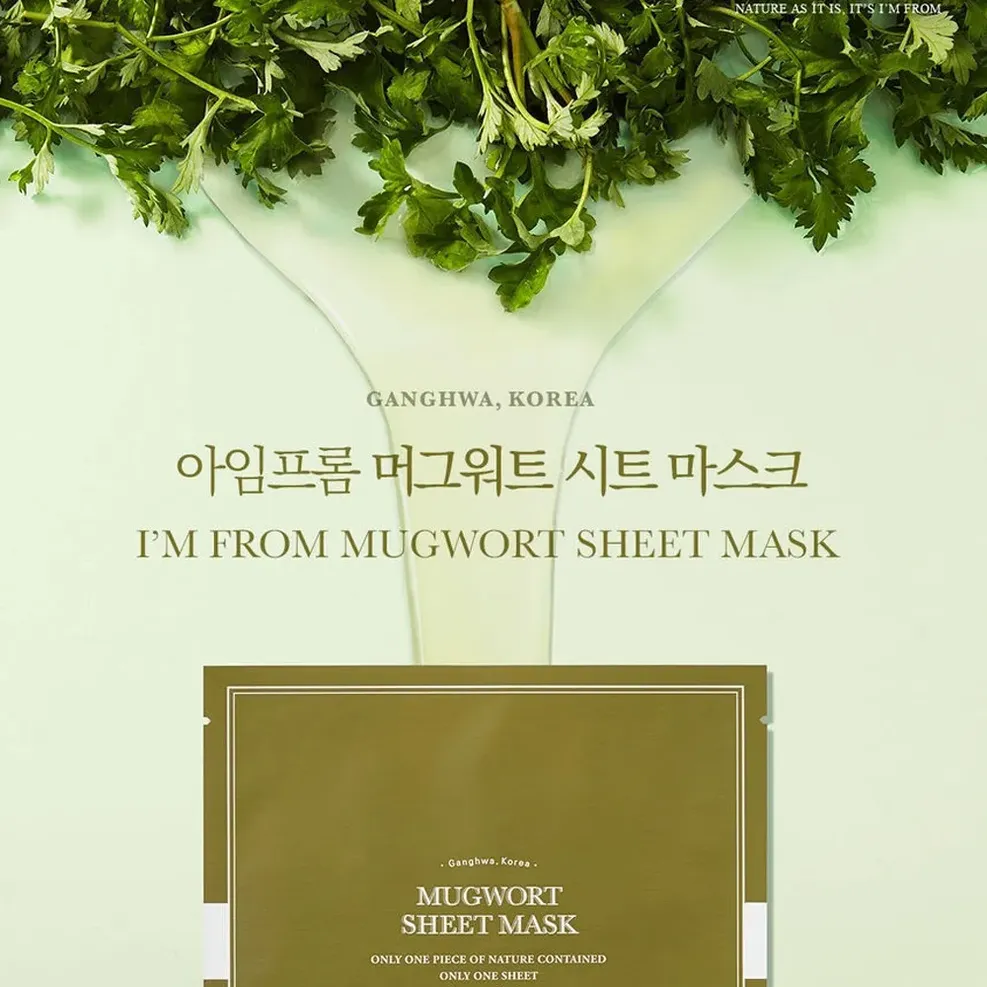 NATURE AS IT IS, IT'S I'M FROM
GANGHWA, KOREA
아임프롬 머그워트 시트 마스크
I'M FROM MUGWORT SHEET MASK
· Ganghwa, Korea ·
MUGWORT
SHEET MASK
ONLY ONE PIECE OF NATURE CONTAINED
ONLY ONE SHEET